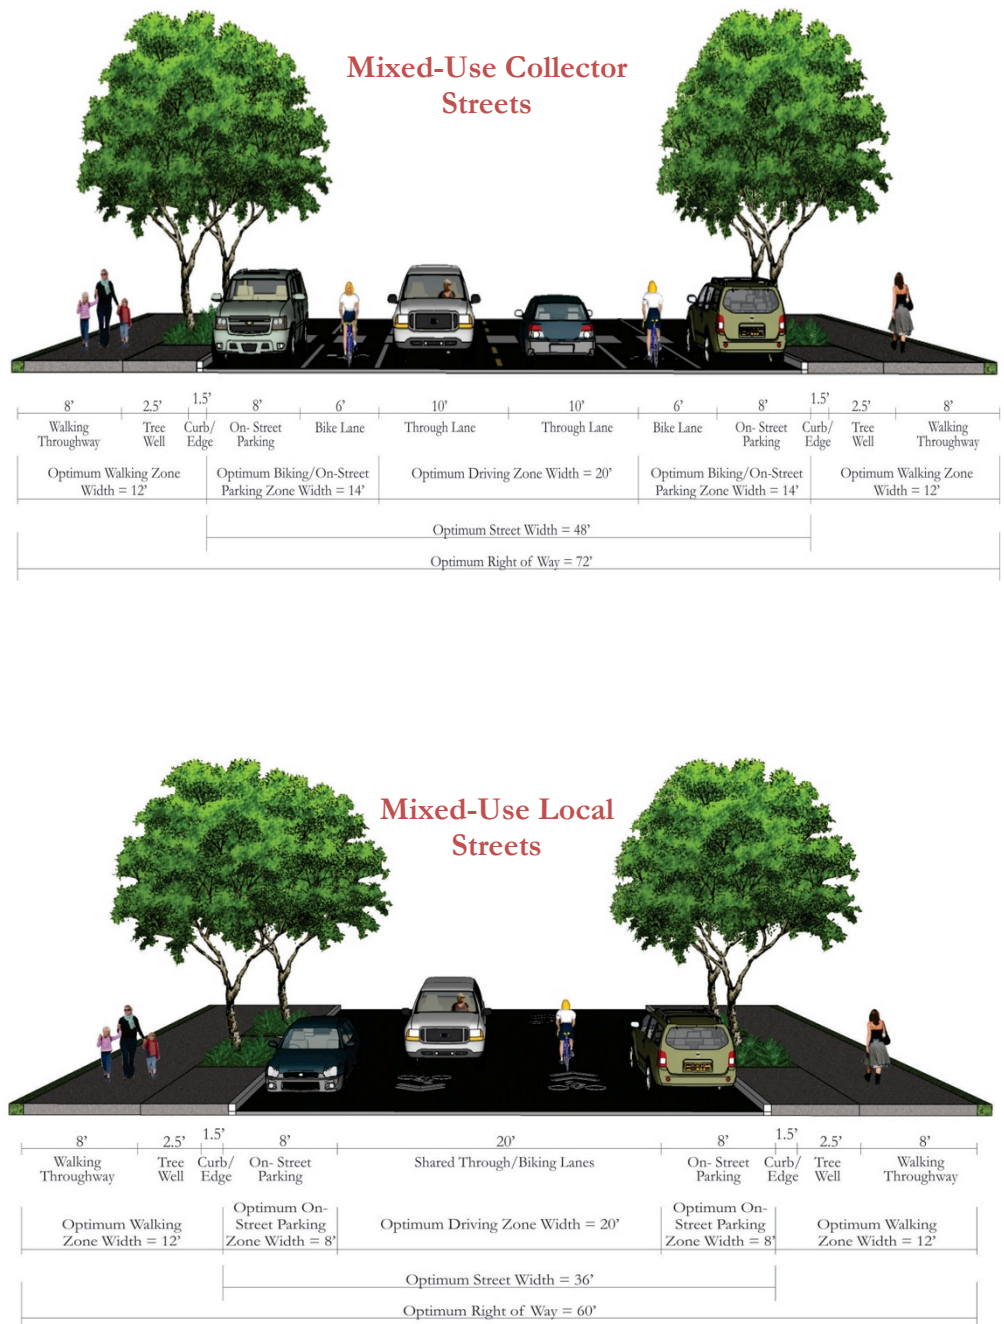 Mixed-Use Collector
Streets
8’ 2.5’ 1.5’ 8’ 6’ 10’ 10’ 6’ 8’ 1.5’ 2.5’ 8’
Walking Tree Curb/ On- Street Bike Lane Through Lane Through Lane Bike Lane On- Street Curb/ Tree Walking
Throughway Well Edge Parking Parking Edge Well Throughway
Optimum Walking Zone Optimum Biking/On-Street Optimum Driving Zone Width = 20’ Optimum Biking/On-Street Optimum Walking Zone
Width = 12’ Parking Zone Width = 14’ Parking Zone Width = 14’ Width = 12’
Optimum Street Width = 48’
Optimum Right of Way = 72’
Mixed-Use Local
Streets
8’ 2.5’ 1.5’ 8’ 20’ 8’ 1.5’ 2.5’ 8’
Walking Tree Curb/ On- Street Shared Through/Biking Lanes On- Street Curb/ Tree Walking
Throughway Well Edge Parking Parking Edge Well Throughway
Optimum On- Optimum On-
Optimum Walking Street Parking Optimum Driving Zone Width = 20’ Street Parking Optimum Walking
Zone Width = 12’ Zone Width = 8’ Zone Width = 8’ Zone Width = 12’
Optimum Street Width = 36’
Optimum Right of Way = 60’